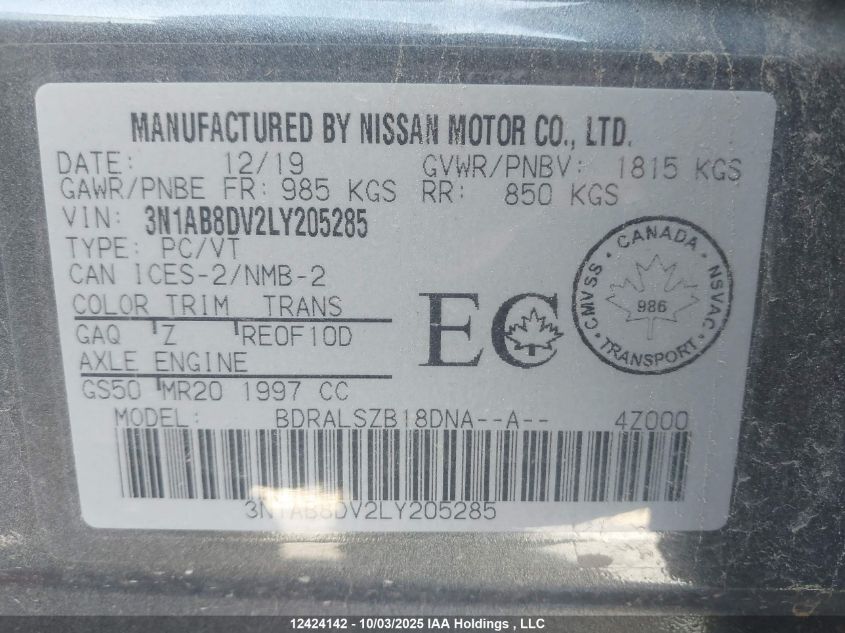 MANUFACTURED BY NISSAN MOTOR CO., LTD.
DATE: 12/19 GVWR/PNBV: 1815 KGS
GAWR/PNBE FR: 985 KGS RR: 850 KGS
VIN: 3N1AB8DV2LY205285
TYPE: PC/VT
CAN ICES-2/NMB-2
COLOR TRIM TRANS
GAQ Z RE0F10D
AXLE ENGINE
GS50 MR20 1997 CC
EC
CANADA
CMVSS 986 NSVAC
TRANSPORT
MODEL: BDRALSZB18DNA--A-- 4Z000
3N1AB8DV2LY205285
12424142 - 10/03/2025 IAA Holdings , LLC